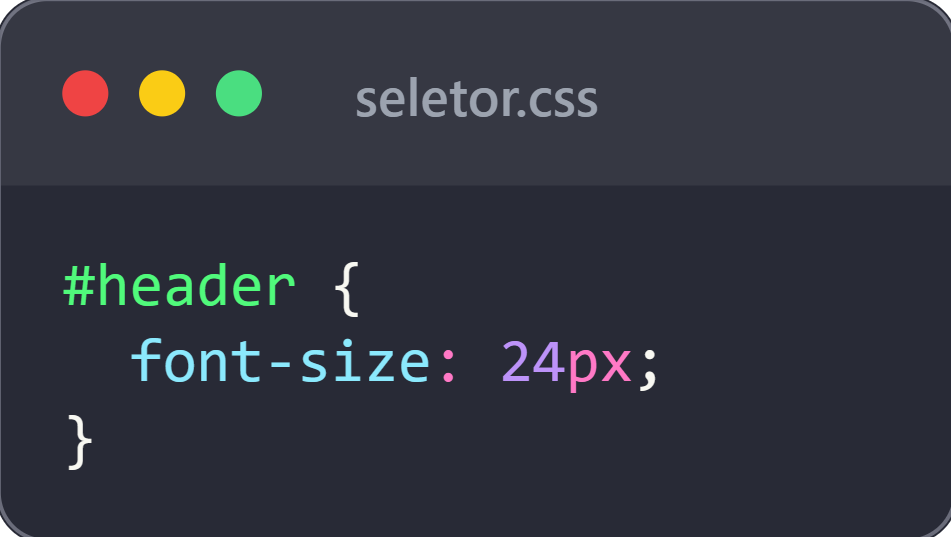 seletor.css
#header {
  font-size: 24px;
}